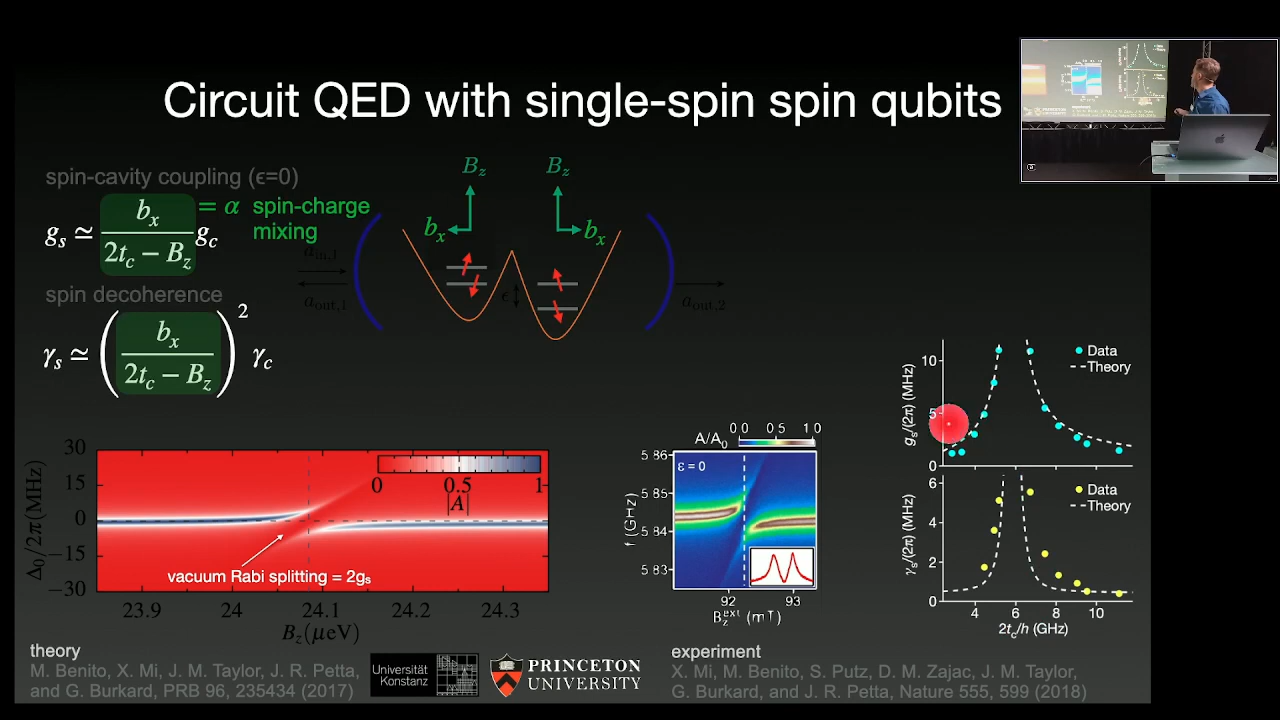 Circuit QED with single-spin spin qubits
spin-cavity coupling (ϵ=0)
g_s ≃ b_x / (2t_c − B_z) g_c
= α spin-charge
mixing
spin decoherence
γ_s ≃ ( b_x / (2t_c − B_z) )² γ_c
B_z B_z
b_x b_x
a_in,1
a_out,1
ϵ
a_out,2
30
15
0
−15
−30
Δ₀/2π(MHz)
0 0.5 1
|A|
vacuum Rabi splitting = 2g_s
23.9 24 24.1 24.2 24.3
B_z(μeV)
A/A₀
0 0 0 5 1 0
ε = 0
5 86
5 85
5 84
5 83
f (GHz)
92 93
B_z^ext (mT)
10
5
0
g_s/(2π) (MHz)
Data
Theory
6
4
2
0
γ_s/(2π) (MHz)
Data
Theory
4 6 8 10
2t_c/h (GHz)
theory
M. Benito, X. Mi, J. M. Taylor, J. R. Petta,
and G. Burkard, PRB 96, 235434 (2017)
Universität
Konstanz
PRINCETON
UNIVERSITY
experiment
X. Mi, M. Benito, S. Putz, D. M. Zajac, J. M. Taylor,
G. Burkard, and J. R. Petta, Nature 555, 599 (2018)